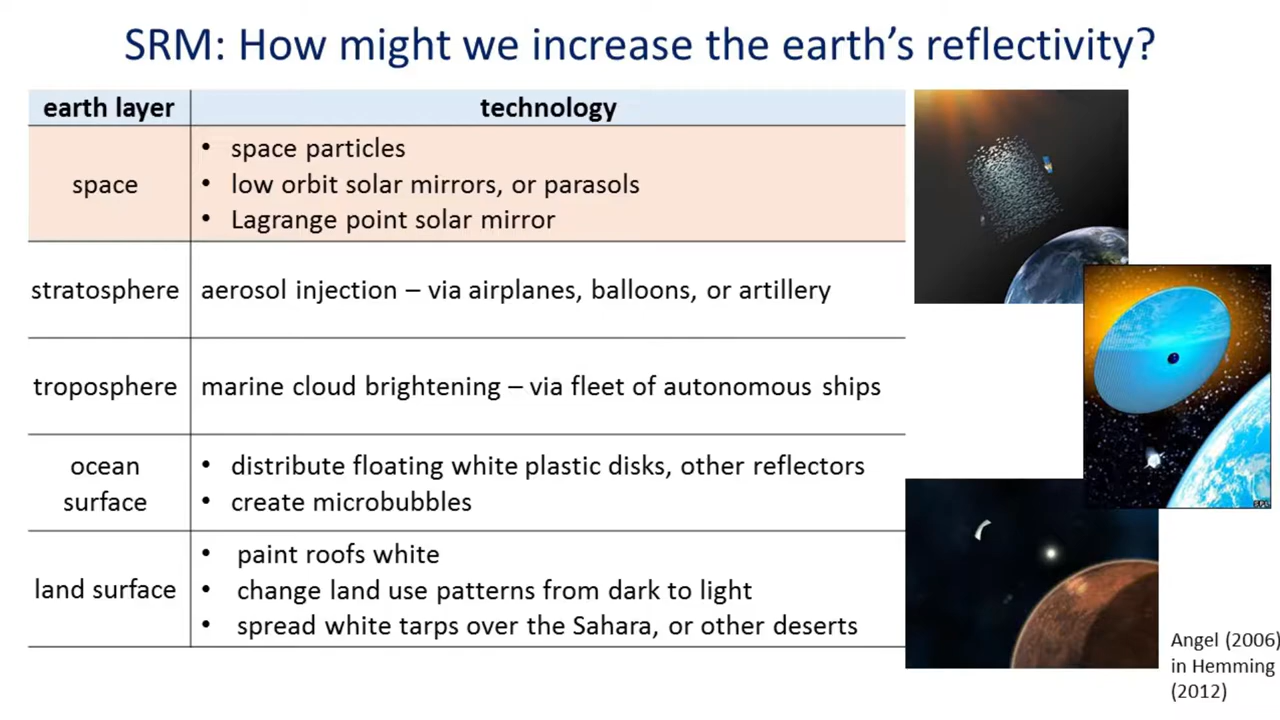 SRM: How might we increase the earth's reflectivity?
earth layer technology
space
• space particles
• low orbit solar mirrors, or parasols
• Lagrange point solar mirror
stratosphere aerosol injection – via airplanes, balloons, or artillery
troposphere marine cloud brightening – via fleet of autonomous ships
ocean
surface
• distribute floating white plastic disks, other reflectors
• create microbubbles
land surface
• paint roofs white
• change land use patterns from dark to light
• spread white tarps over the Sahara, or other deserts
Angel (2006)
in Hemming
(2012)